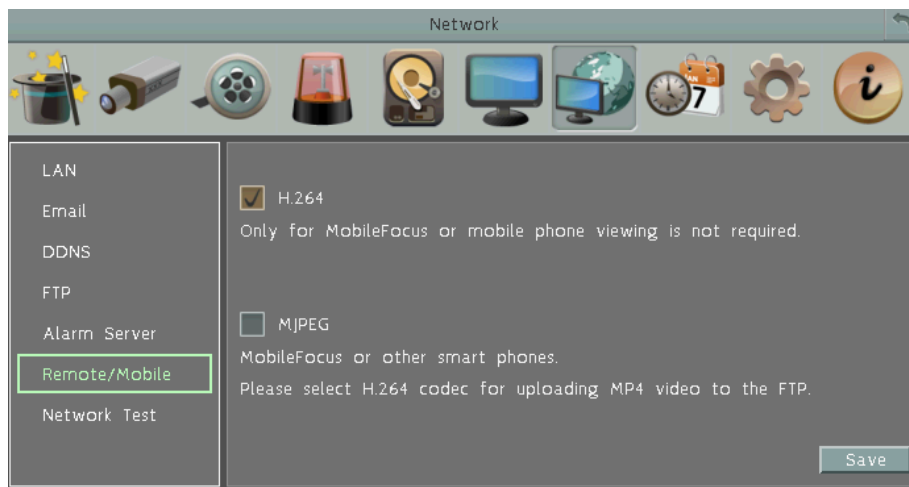 Network
7
i
LAN
Email
DDNS
FTP
Alarm Server
Remote/Mobile
Network Test
H.264
Only for MobileFocus or mobile phone viewing is not required.
MJPEG
MobileFocus or other smart phones.
Please select H.264 codec for uploading MP4 video to the FTP.
Save